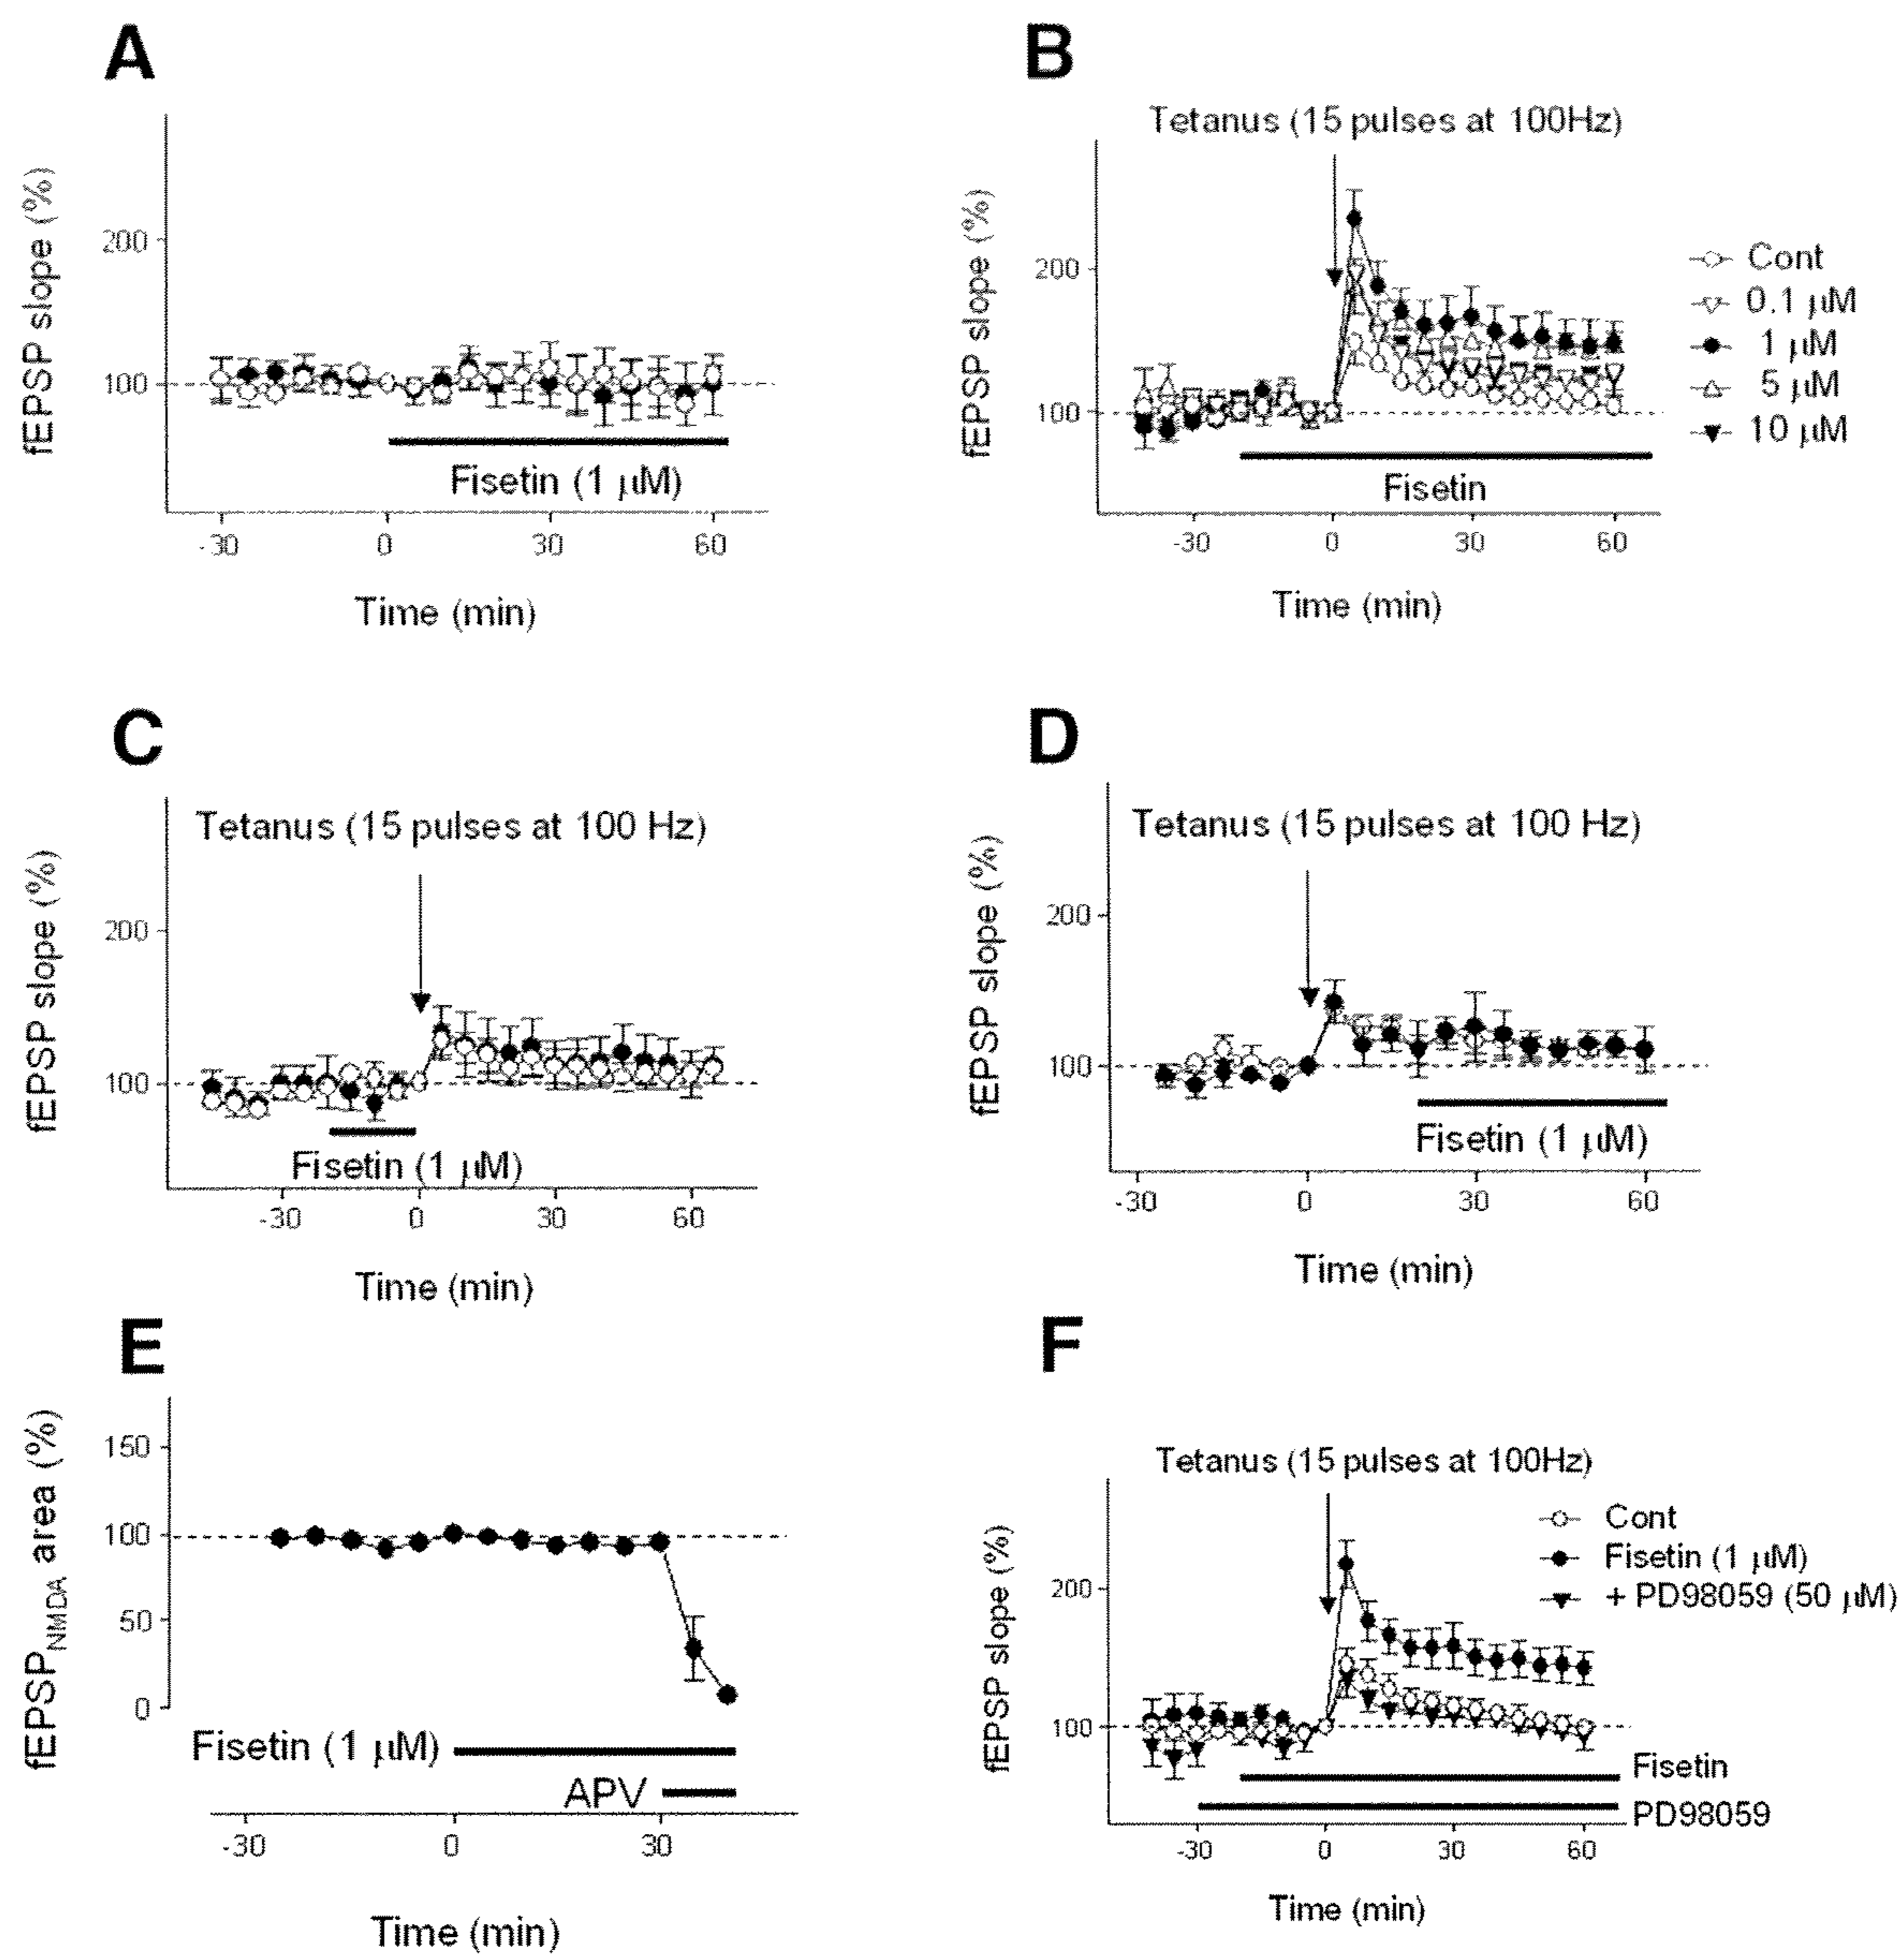 A
fEPSP slope (%)
200
100
Fisetin (1 μM)
-30 0 30 60
Time (min)
B
Tetanus (15 pulses at 100Hz)
fEPSP slope (%)
200
100
Cont
0.1 μM
1 μM
5 μM
10 μM
Fisetin
-30 0 30 60
Time (min)
C
Tetanus (15 pulses at 100 Hz)
fEPSP slope (%)
200
100
Fisetin (1 μM)
-30 0 30 60
Time (min)
D
Tetanus (15 pulses at 100 Hz)
fEPSP slope (%)
200
100
Fisetin (1 μM)
-30 0 30 60
Time (min)
E
fEPSPNMDA area (%)
150
100
50
0
Fisetin (1 μM)
APV
-30 0 30
Time (min)
F
Tetanus (15 pulses at 100Hz)
fEPSP slope (%)
Cont
Fisetin (1 μM)
+ PD98059 (50 μM)
200
100
Fisetin
PD98059
-30 0 30 60
Time (min)